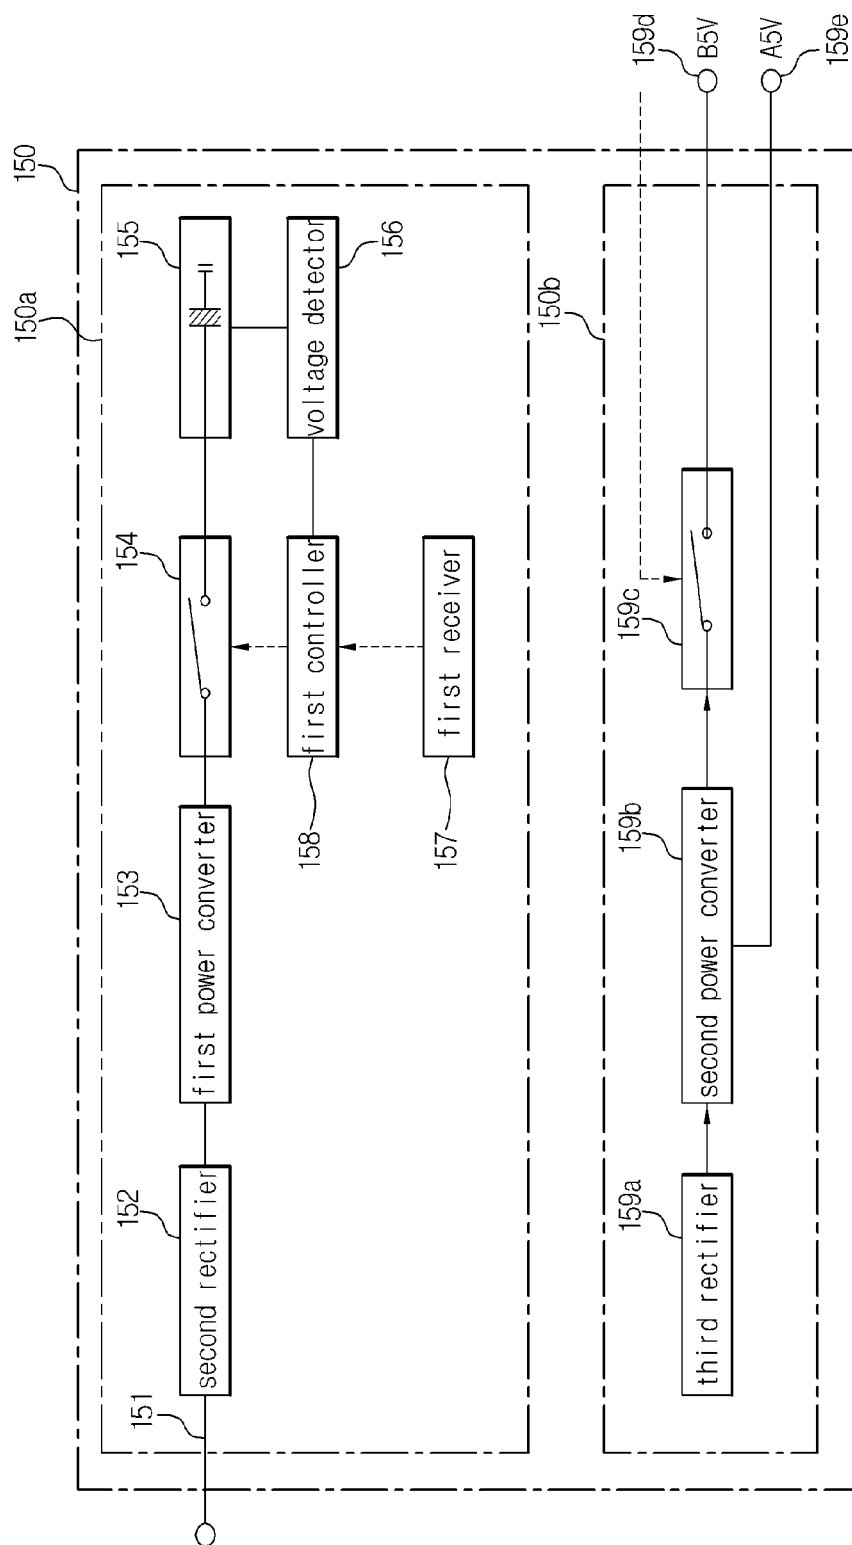 150
150a
151
152
second rectifier
153
first power converter
154
155
158
first controller
voltage detector
156
157
first receiver
150b
159a
third rectifier
159b
second power converter
159c
159d
B5V
A5V
159e